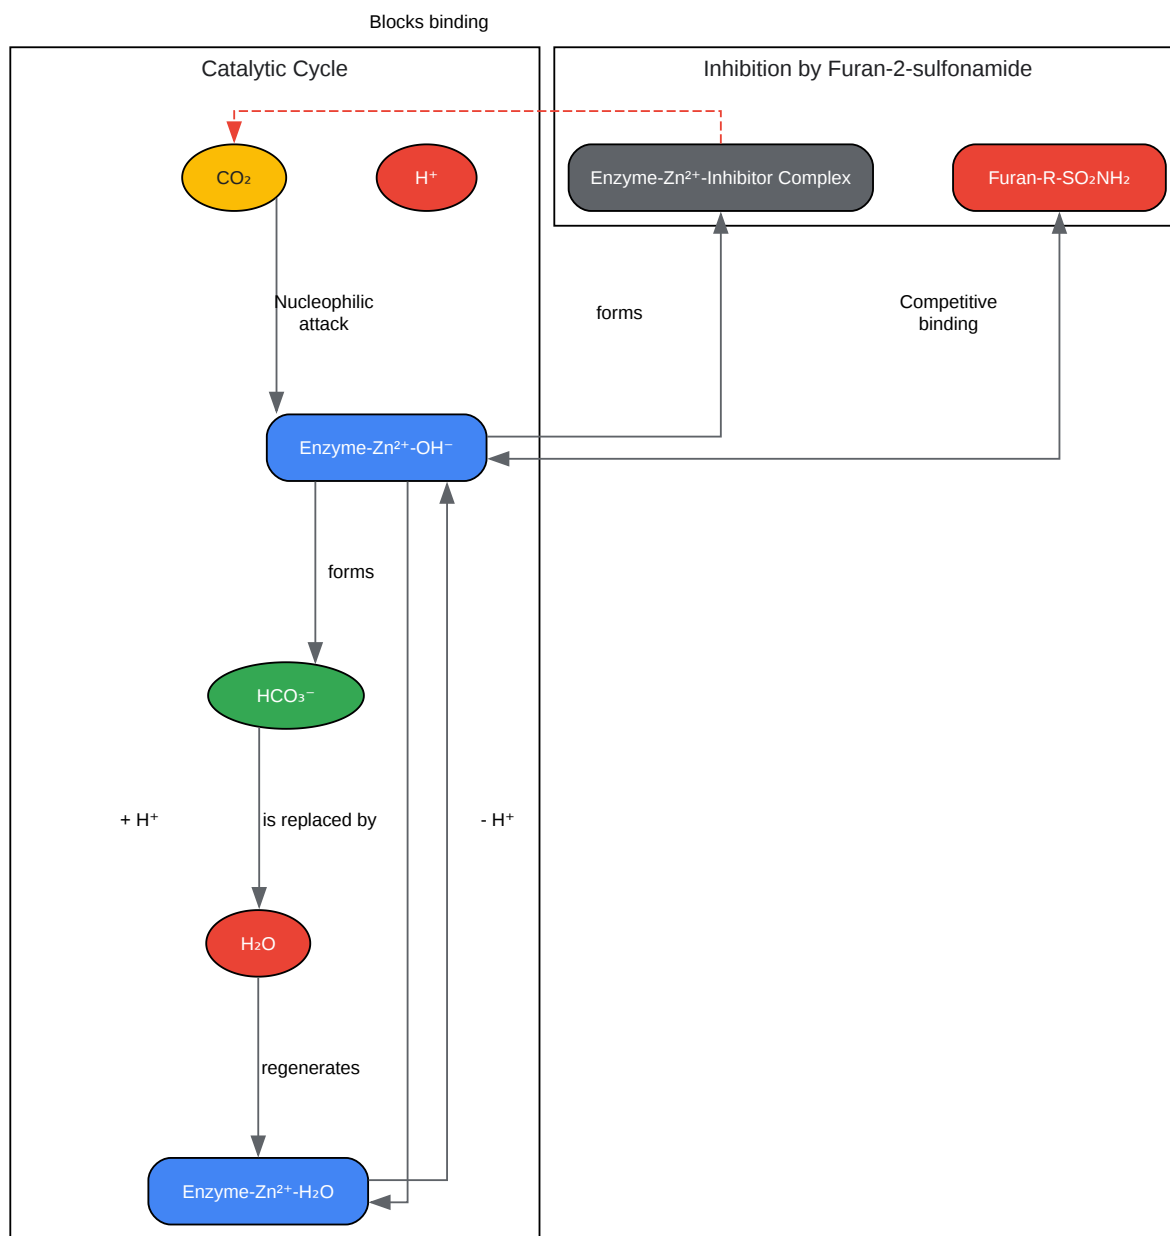 Blocks binding
Catalytic Cycle
Inhibition by Furan-2-sulfonamide
CO₂
H⁺
Enzyme-Zn²⁺-Inhibitor Complex
Furan-R-SO₂NH₂
Nucleophilic
attack
forms
Competitive
binding
Enzyme-Zn²⁺-OH⁻
forms
HCO₃⁻
+ H⁺
is replaced by
- H⁺
H₂O
regenerates
Enzyme-Zn²⁺-H₂O